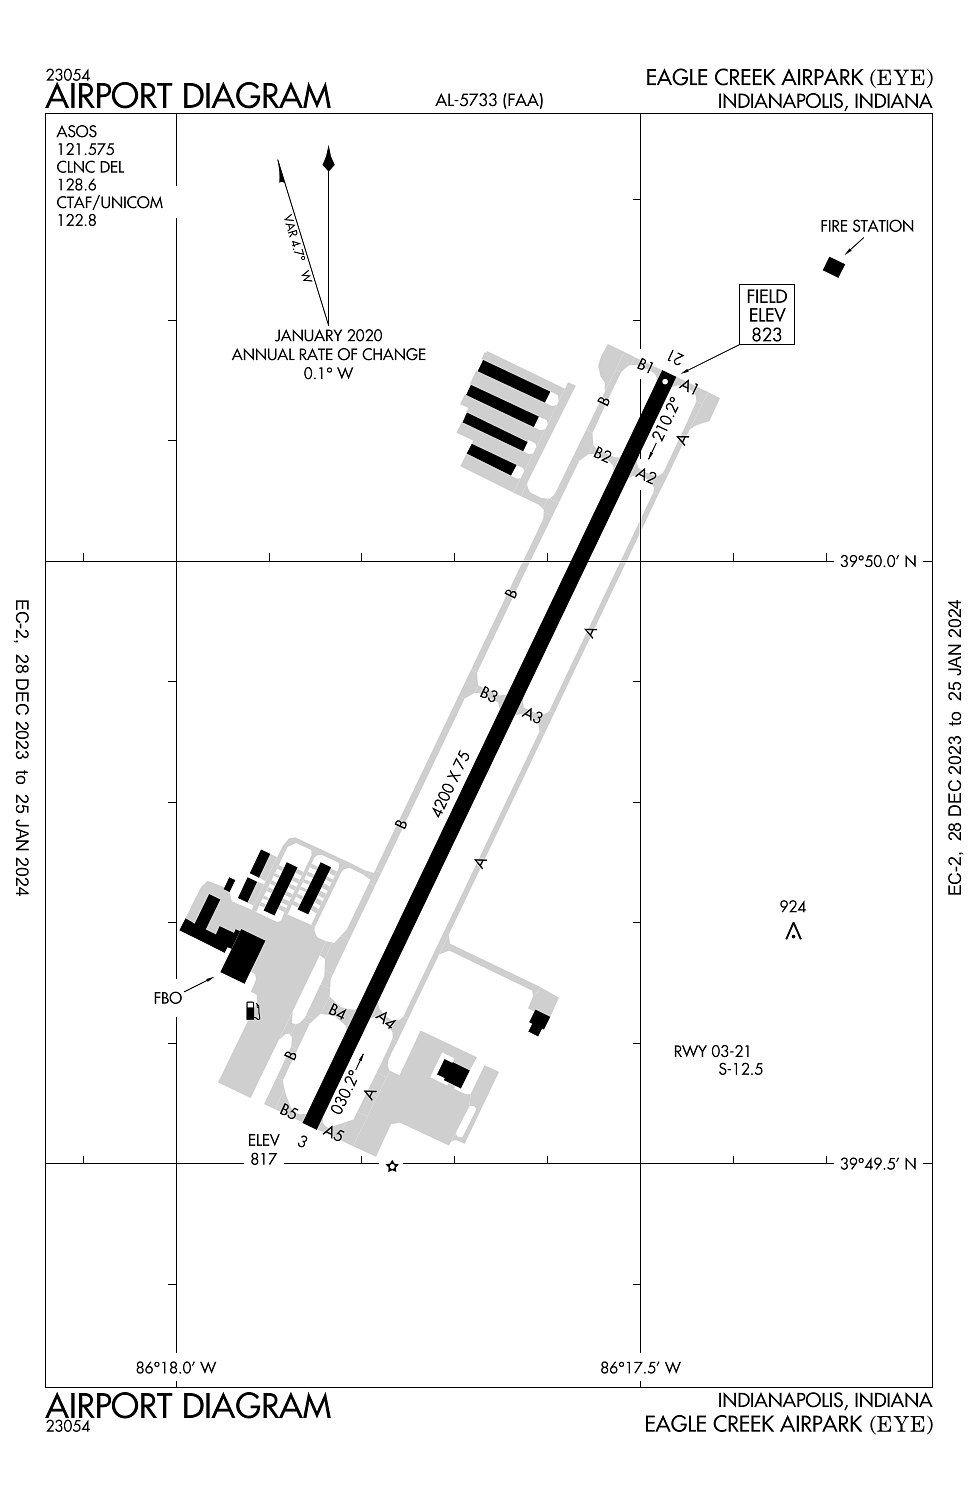 23054
AIRPORT DIAGRAM
AL-5733 (FAA)
EAGLE CREEK AIRPARK (EYE)
INDIANAPOLIS, INDIANA
ASOS
121.575
CLNC DEL
128.6
CTAF/UNICOM
122.8
VAR 4.7° W
JANUARY 2020
ANNUAL RATE OF CHANGE
0.1° W
FIRE STATION
FIELD
ELEV
823
21
B1
A1
B
210.2°
A
B2
A2
39°50.0' N
B
A
B3
A3
4200 X 75
B
A
924
FBO
B4
A4
RWY 03-21
S-12.5
B
030.2°
A
B5
A5
3
ELEV
817
39°49.5' N
86°18.0' W
86°17.5' W
EC-2, 28 DEC 2023 to 25 JAN 2024
EC-2, 28 DEC 2023 to 25 JAN 2024
AIRPORT DIAGRAM
23054
INDIANAPOLIS, INDIANA
EAGLE CREEK AIRPARK (EYE)